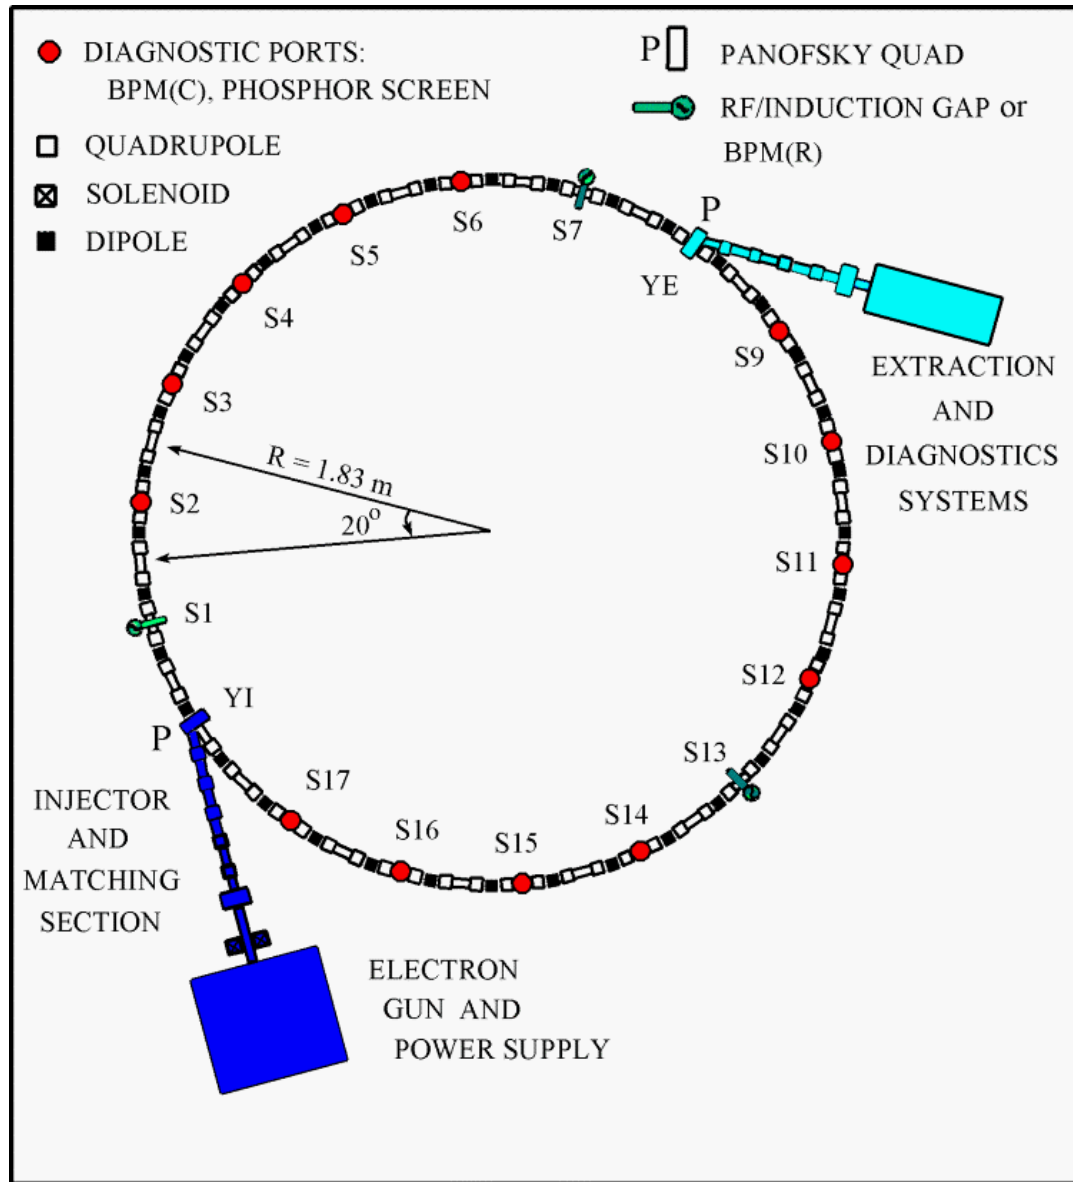 DIAGNOSTIC PORTS:
BPM(C), PHOSPHOR SCREEN
QUADRUPOLE
SOLENOID
DIPOLE
P
PANOFSKY QUAD
RF/INDUCTION GAP or
BPM(R)
S6
S7
P
S5
YE
S4
S9
S3
EXTRACTION
AND
DIAGNOSTICS
SYSTEMS
S10
R = 1.83 m
20°
S2
S11
S1
S12
YI
P
S13
S17
S14
S16
S15
INJECTOR
AND
MATCHING
SECTION
ELECTRON
GUN AND
POWER SUPPLY